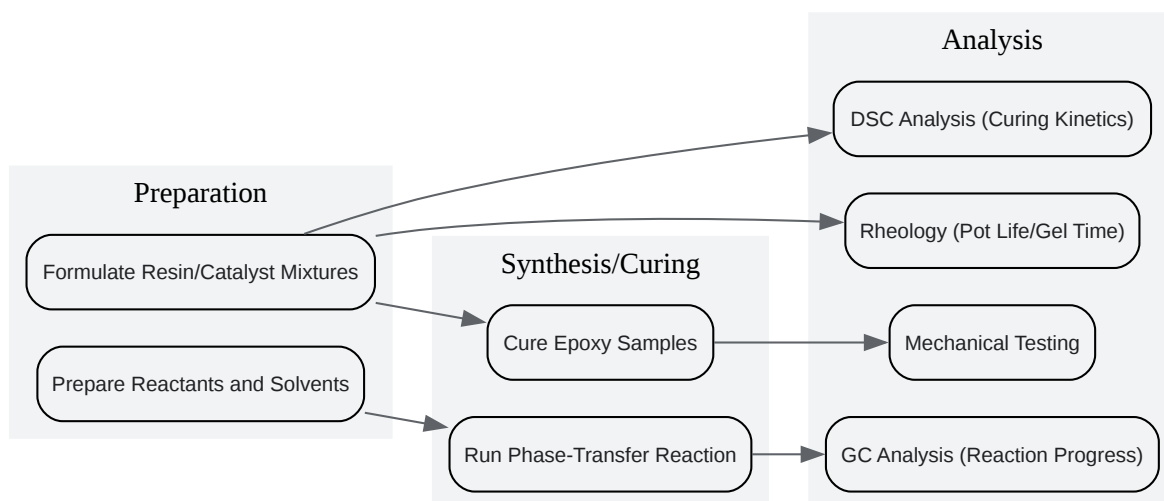 Preparation
Formulate Resin/Catalyst Mixtures
Prepare Reactants and Solvents
Synthesis/Curing
Cure Epoxy Samples
Run Phase-Transfer Reaction
Analysis
DSC Analysis (Curing Kinetics)
Rheology (Pot Life/Gel Time)
Mechanical Testing
GC Analysis (Reaction Progress)